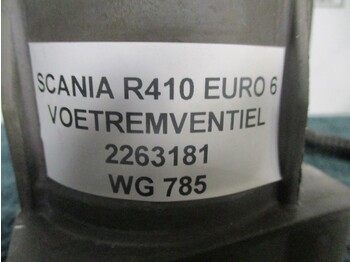 SCANIA R410 EURO 6
VOETREMVENTIEL
2263181
WG 785